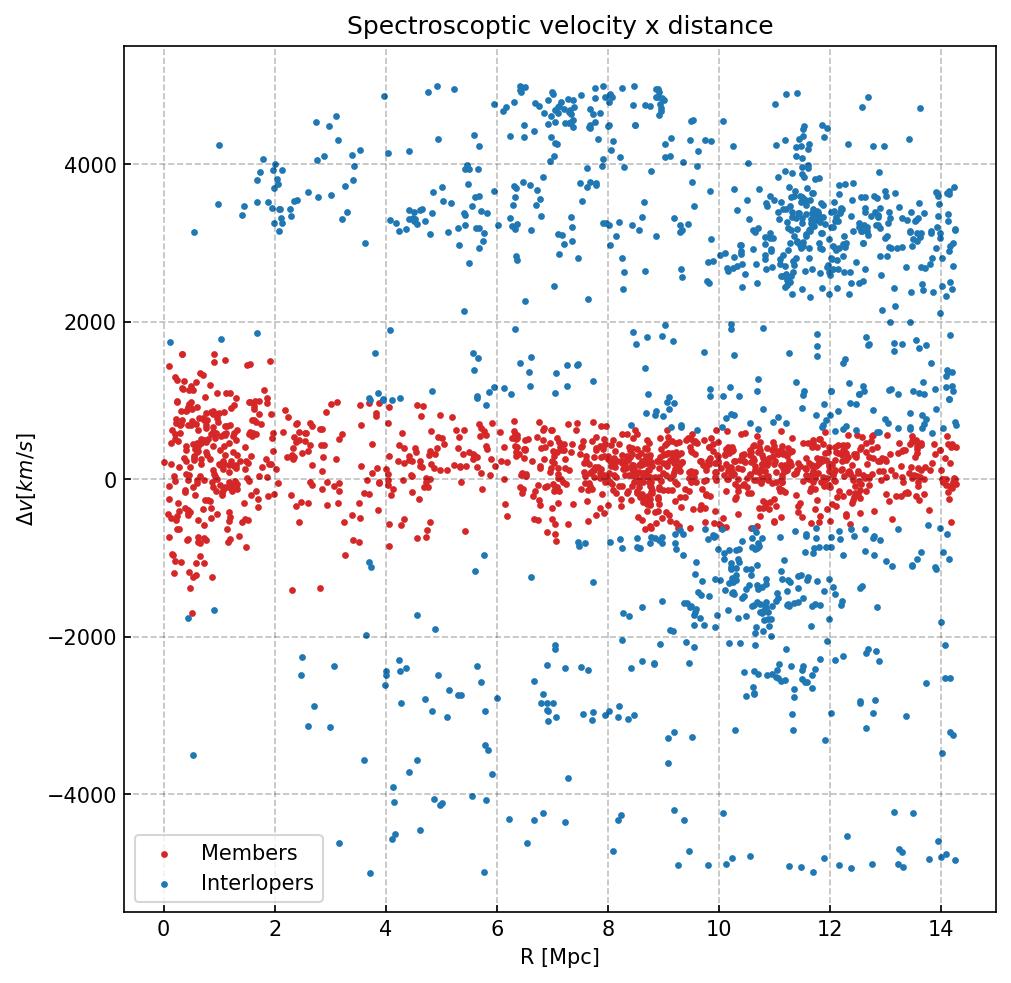 Spectroscoptic velocity x distance
Δv[km/s]
4000
2000
0
−2000
−4000
Members
Interlopers
0 2 4 6 8 10 12 14
R [Mpc]